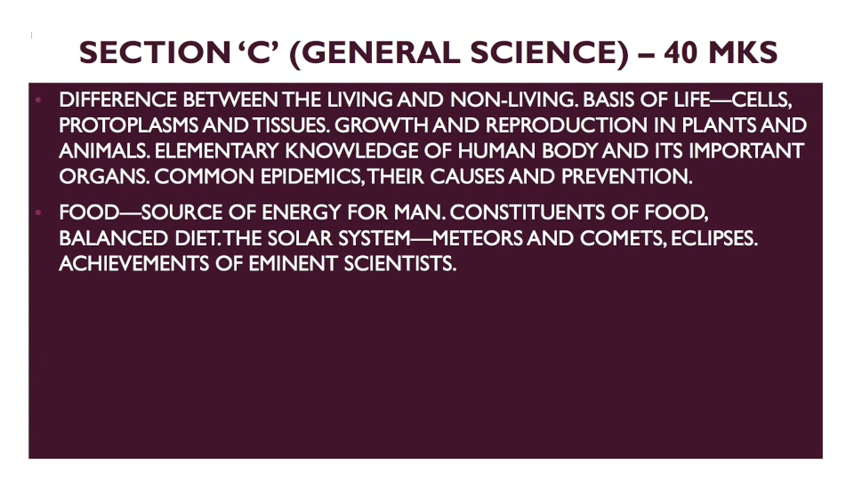 SECTION ‘C’ (GENERAL SCIENCE) – 40 MKS
• DIFFERENCE BETWEEN THE LIVING AND NON-LIVING. BASIS OF LIFE—CELLS,
PROTOPLASMS AND TISSUES. GROWTH AND REPRODUCTION IN PLANTS AND
ANIMALS. ELEMENTARY KNOWLEDGE OF HUMAN BODY AND ITS IMPORTANT
ORGANS. COMMON EPIDEMICS, THEIR CAUSES AND PREVENTION.
• FOOD—SOURCE OF ENERGY FOR MAN. CONSTITUENTS OF FOOD,
BALANCED DIET. THE SOLAR SYSTEM—METEORS AND COMETS, ECLIPSES.
ACHIEVEMENTS OF EMINENT SCIENTISTS.